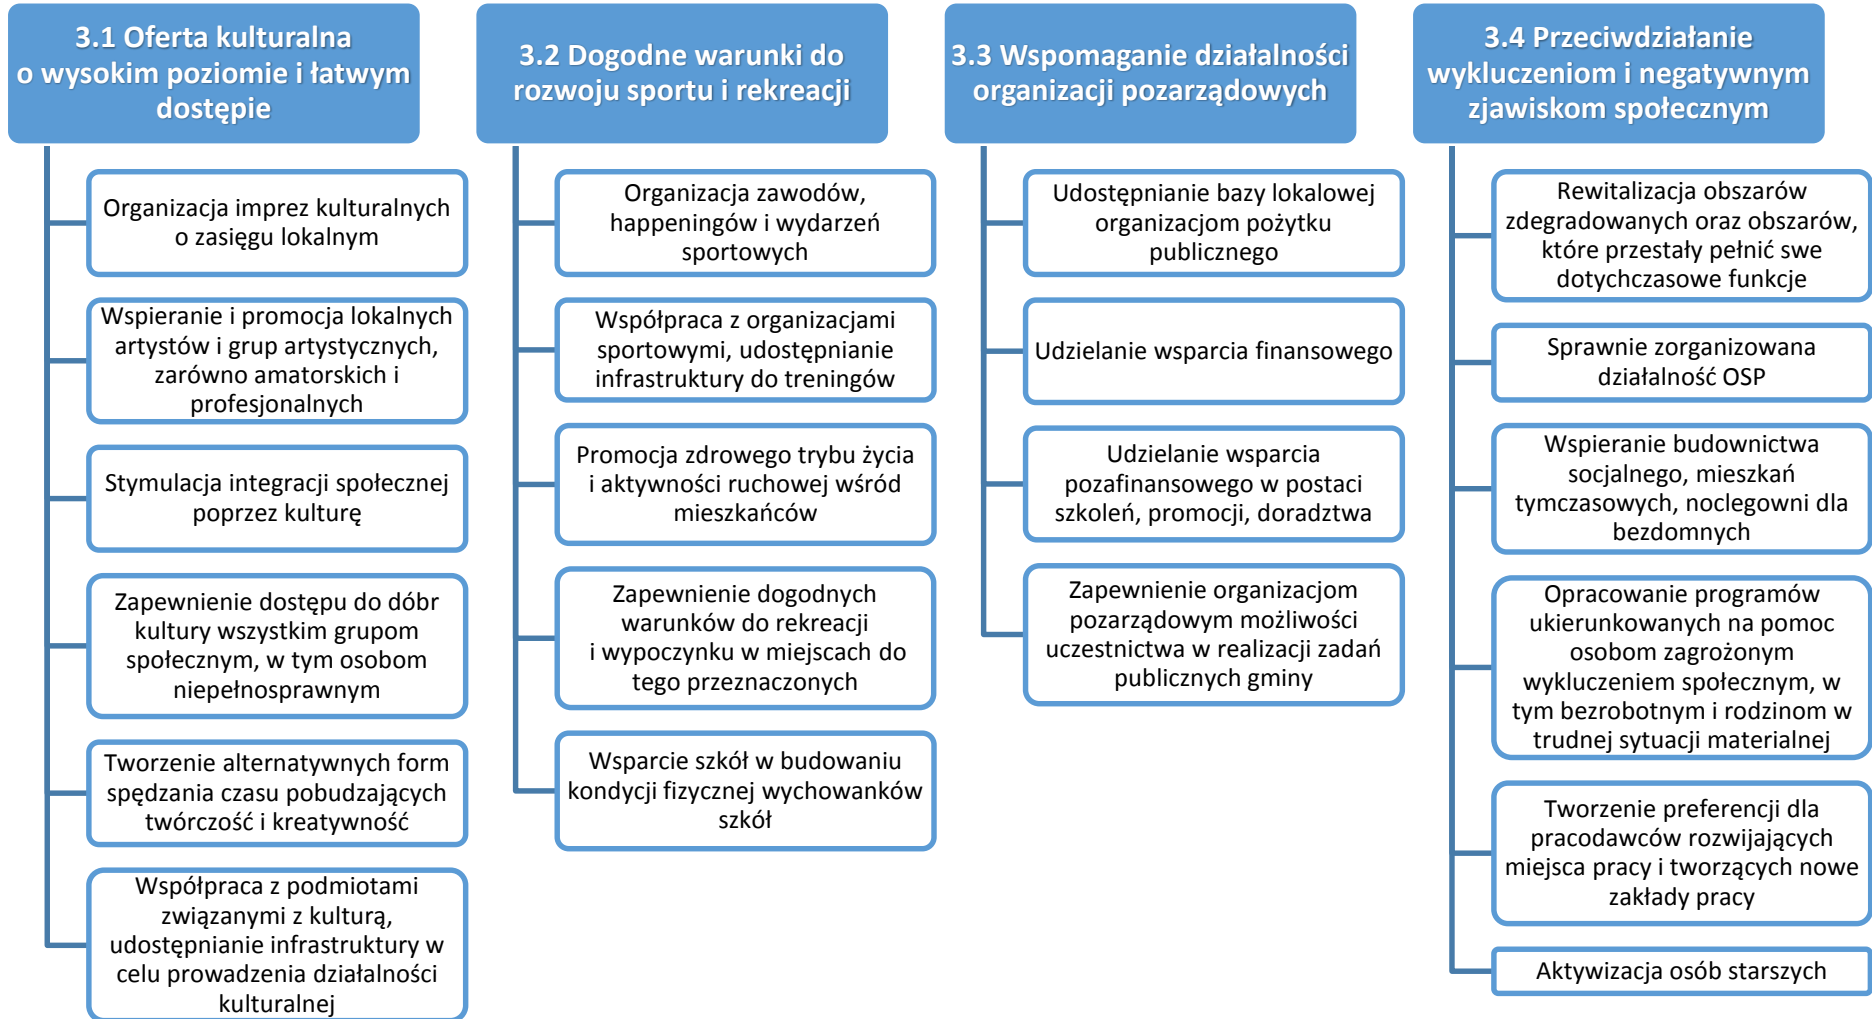 3.1 Oferta kulturalna
o wysokim poziomie i łatwym
dostępie
Organizacja imprez kulturalnych
o zasięgu lokalnym
Wspieranie i promocja lokalnych
artystów i grup artystycznych,
zarówno amatorskich i
profesjonalnych
Stymulacja integracji społecznej
poprzez kulturę
Zapewnienie dostępu do dóbr
kultury wszystkim grupom
społecznym, w tym osobom
niepełnosprawnym
Tworzenie alternatywnych form
spędzania czasu pobudzających
twórczość i kreatywność
Współpraca z podmiotami
związanymi z kulturą,
udostępnianie infrastruktury w
celu prowadzenia działalności
kulturalnej
3.2 Dogodne warunki do
rozwoju sportu i rekreacji
Organizacja zawodów,
happeningów i wydarzeń
sportowych
Współpraca z organizacjami
sportowymi, udostępnianie
infrastruktury do treningów
Promocja zdrowego trybu życia
i aktywności ruchowej wśród
mieszkańców
Zapewnienie dogodnych
warunków do rekreacji
i wypoczynku w miejscach do
tego przeznaczonych
Wsparcie szkół w budowaniu
kondycji fizycznej wychowanków
szkół
3.3 Wspomaganie działalności
organizacji pozarządowych
Udostępnianie bazy lokalowej
organizacjom pożytku
publicznego
Udzielanie wsparcia finansowego
Udzielanie wsparcia
pozafinansowego w postaci
szkoleń, promocji, doradztwa
Zapewnienie organizacjom
pozarządowym możliwości
uczestnictwa w realizacji zadań
publicznych gminy
3.4 Przeciwdziałanie
wykluczeniom i negatywnym
zjawiskom społecznym
Rewitalizacja obszarów
zdegradowanych oraz obszarów,
które przestały pełnić swe
dotychczasowe funkcje
Sprawnie zorganizowana
działalność OSP
Wspieranie budownictwa
socjalnego, mieszkań
tymczasowych, noclegowni dla
bezdomnych
Opracowanie programów
ukierunkowanych na pomoc
osobom zagrożonym
wykluczeniem społecznym, w
tym bezrobotnym i rodzinom w
trudnej sytuacji materialnej
Tworzenie preferencji dla
pracodawców rozwijających
miejsca pracy i tworzących nowe
zakłady pracy
Aktywizacja osób starszych